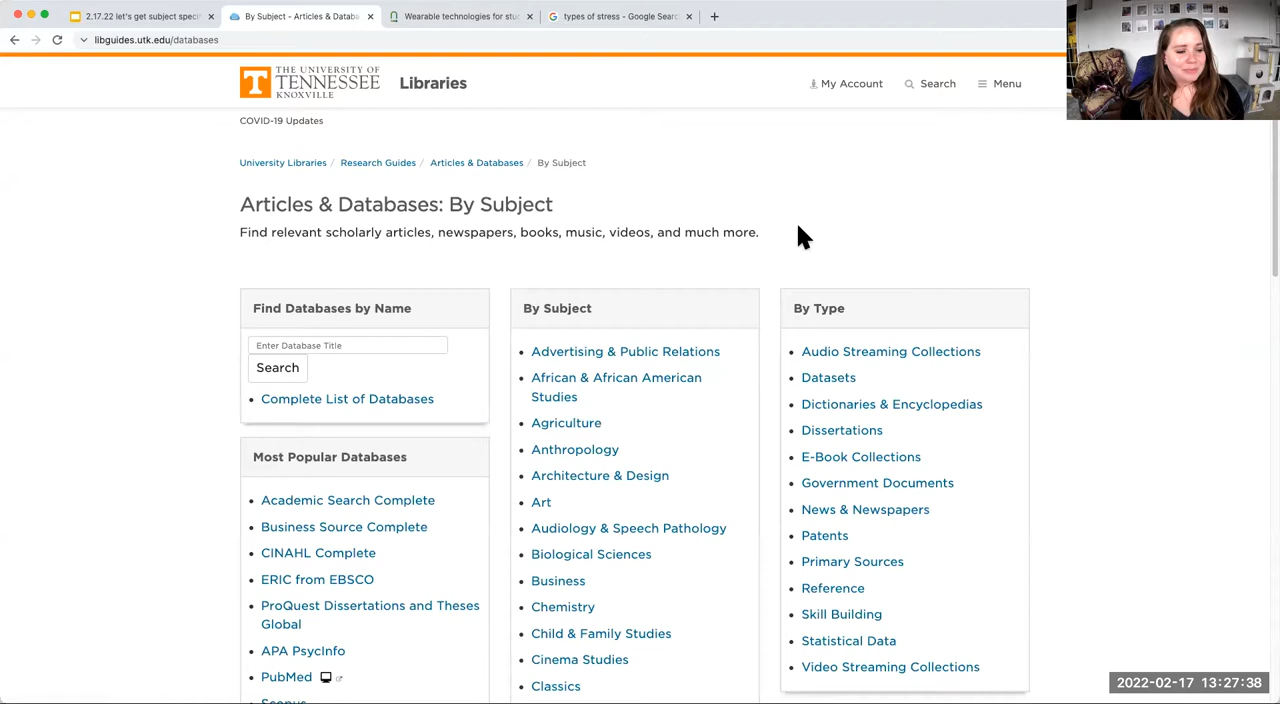 2.17.22 let's get subject speci
By Subject - Articles & Databa
Wearable technologies for stu
types of stress - Google Searc
libguides.utk.edu/databases
THE UNIVERSITY OF
TENNESSEE
KNOXVILLE
Libraries
My Account
Search
Menu
COVID-19 Updates
University Libraries / Research Guides / Articles & Databases / By Subject
Articles & Databases: By Subject
Find relevant scholarly articles, newspapers, books, music, videos, and much more.
Find Databases by Name
Enter Database Title
Search
Complete List of Databases
Most Popular Databases
Academic Search Complete
Business Source Complete
CINAHL Complete
ERIC from EBSCO
ProQuest Dissertations and Theses
Global
APA PsycInfo
PubMed
Scopus
By Subject
Advertising & Public Relations
African & African American
Studies
Agriculture
Anthropology
Architecture & Design
Art
Audiology & Speech Pathology
Biological Sciences
Business
Chemistry
Child & Family Studies
Cinema Studies
Classics
By Type
Audio Streaming Collections
Datasets
Dictionaries & Encyclopedias
Dissertations
E-Book Collections
Government Documents
News & Newspapers
Patents
Primary Sources
Reference
Skill Building
Statistical Data
Video Streaming Collections
2022-02-17 13:27:38